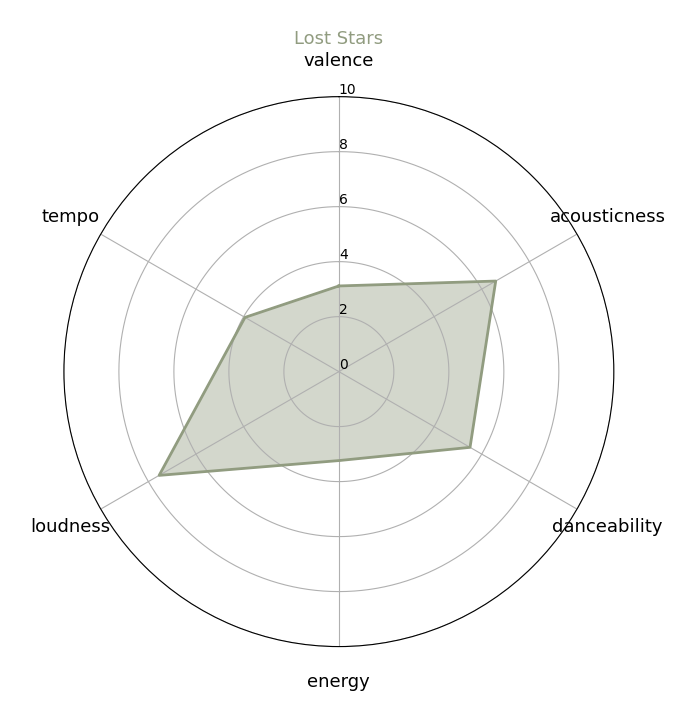 Lost Stars
valence
10
8
6
4
2
0
tempo
acousticness
loudness
danceability
energy